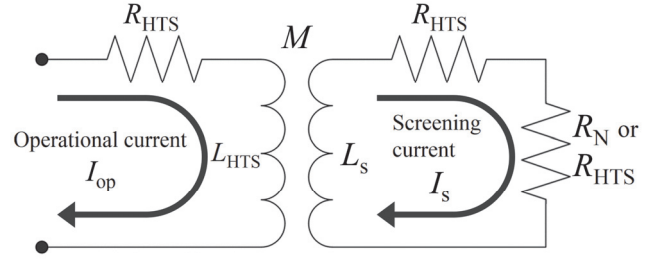 R_HTS
M
R_HTS
Operational current
I_op
L_HTS
L_s
Screening
current
I_s
R_N or
R_HTS